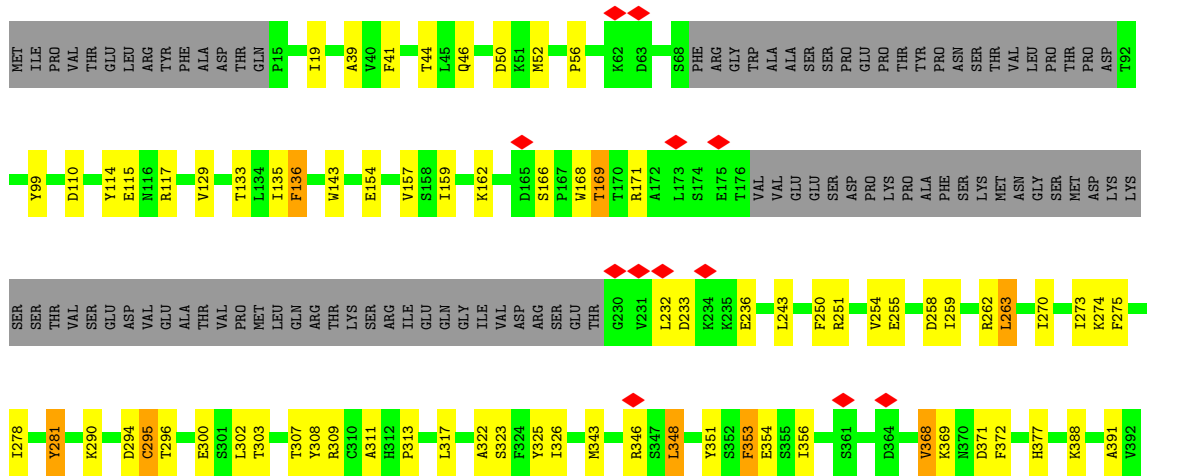 MET ILE PRO VAL THR GLU LEU ARG TYR PHE ALA ASP THR GLN P15 I19 A39 V40 F41 T44 L45 Q46 D50 K51 M52 P56 K62 D63 S68 PHE ARG GLY TRP ALA ALA SER SER PRO GLU PRO THR TYR PRO ASN SER THR VAL LEU PRO THR PRO ASP T92
Y99 D110 Y114 E115 N116 R117 V129 T133 L134 I135 F136 W143 E154 V157 S158 I159 K162 D165 S166 P167 W168 T169 T170 R171 A172 L173 S174 E175 T176 VAL VAL GLU GLU SER ASP PRO LYS PRO ALA PHE SER LYS MET ASN GLY SER MET ASP LYS LYS
SER SER THR VAL SER GLU ASP VAL GLU ALA THR VAL PRO MET LEU GLN ARG THR LYS SER ARG ILE GLU GLN GLY ILE VAL ASP ARG SER GLU THR G230 V231 L232 D233 K234 K235 E236 L243 F250 R251 V254 E255 D258 I259 R262 L263 I270 I273 K274 F275
I278 Y281 K290 D294 C295 T296 E300 S301 L302 T303 T307 Y308 R309 C310 A311 H312 P313 L317 A322 S323 F324 Y325 I326 M343 R346 S347 L348 Y351 S352 F353 E354 S355 I356 S361 D364 V368 K369 N370 D371 F372 H377 K388 A391 V392